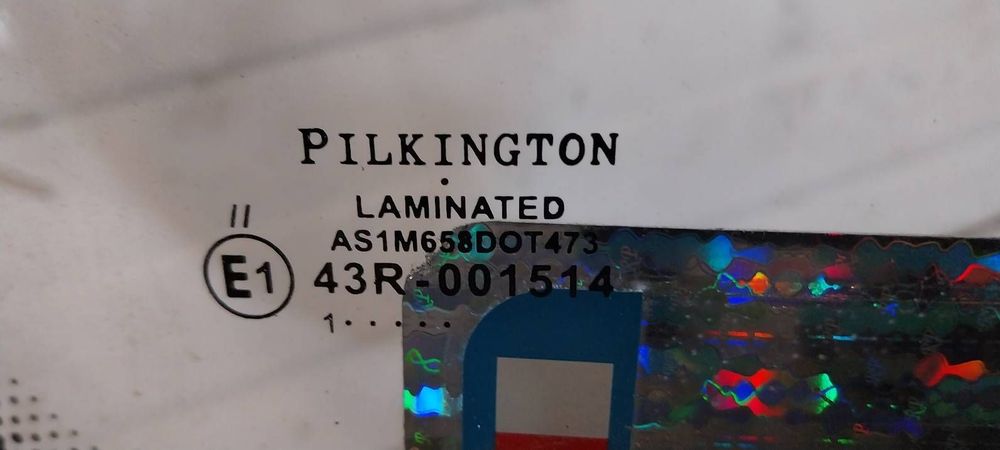 PILKINGTON
LAMINATED
II
AS1M658DOT473
E1 43R-001514
1·····